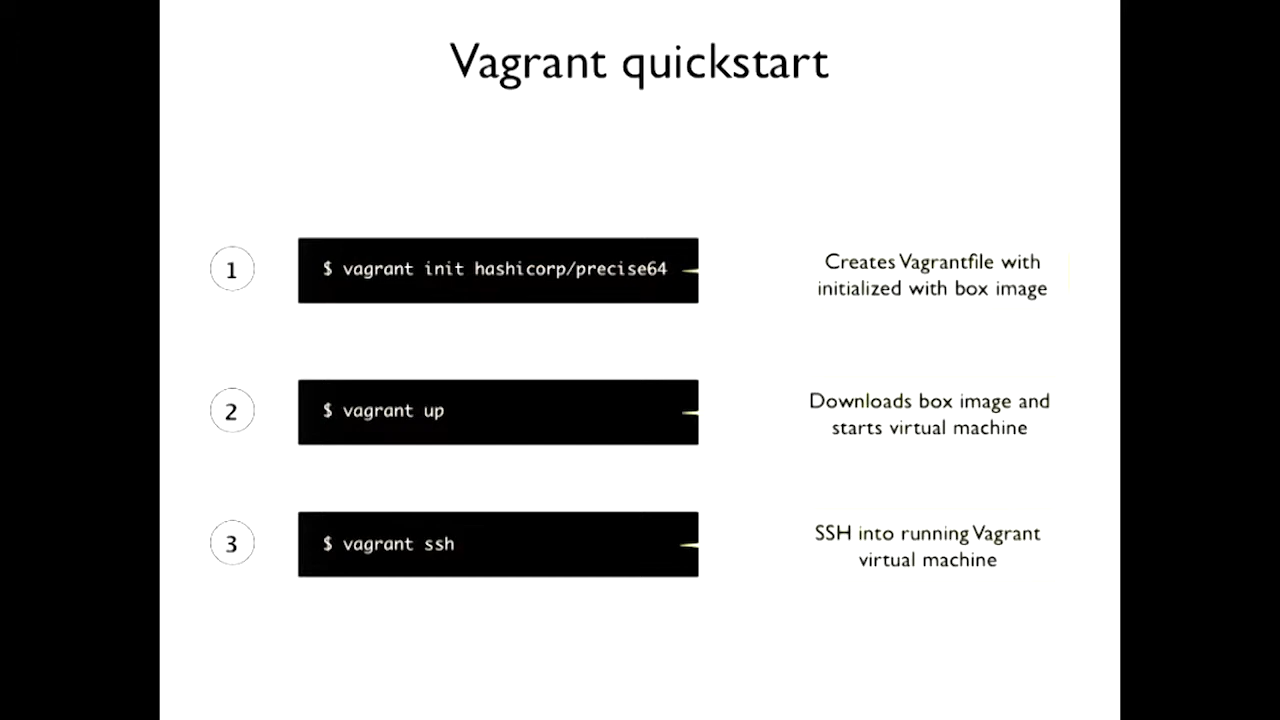 Vagrant quickstart
1
$ vagrant init hashicorp/precise64
Creates Vagrantfile with
initialized with box image
2
$ vagrant up
Downloads box image and
starts virtual machine
3
$ vagrant ssh
SSH into running Vagrant
virtual machine